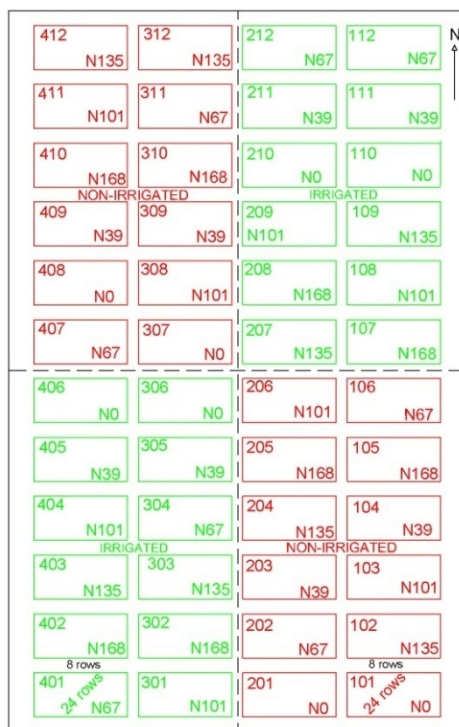 412 312 212 112 N
N135 N135 N67 N67
411 311 211 111
N101 N67 N39 N39
410 310 210 110
N168 N168 N0 N0
NON-IRRIGATED IRRIGATED
409 309 209 109
N39 N39 N101 N135
408 308 208 108
N0 N101 N168 N101
407 307 207 107
N67 N0 N135 N168
406 306 206 106
N0 N0 N101 N67
405 305 205 105
N39 N39 N168 N168
404 304 204 104
N101 N67 N135 N39
IRRIGATED NON-IRRIGATED
403 303 203 103
N135 N135 N39 N101
402 302 202 102
N168 N168 N67 N135
8 rows 8 rows
401 24 rows 301 201 101 24 rows
N67 N101 N0 N0